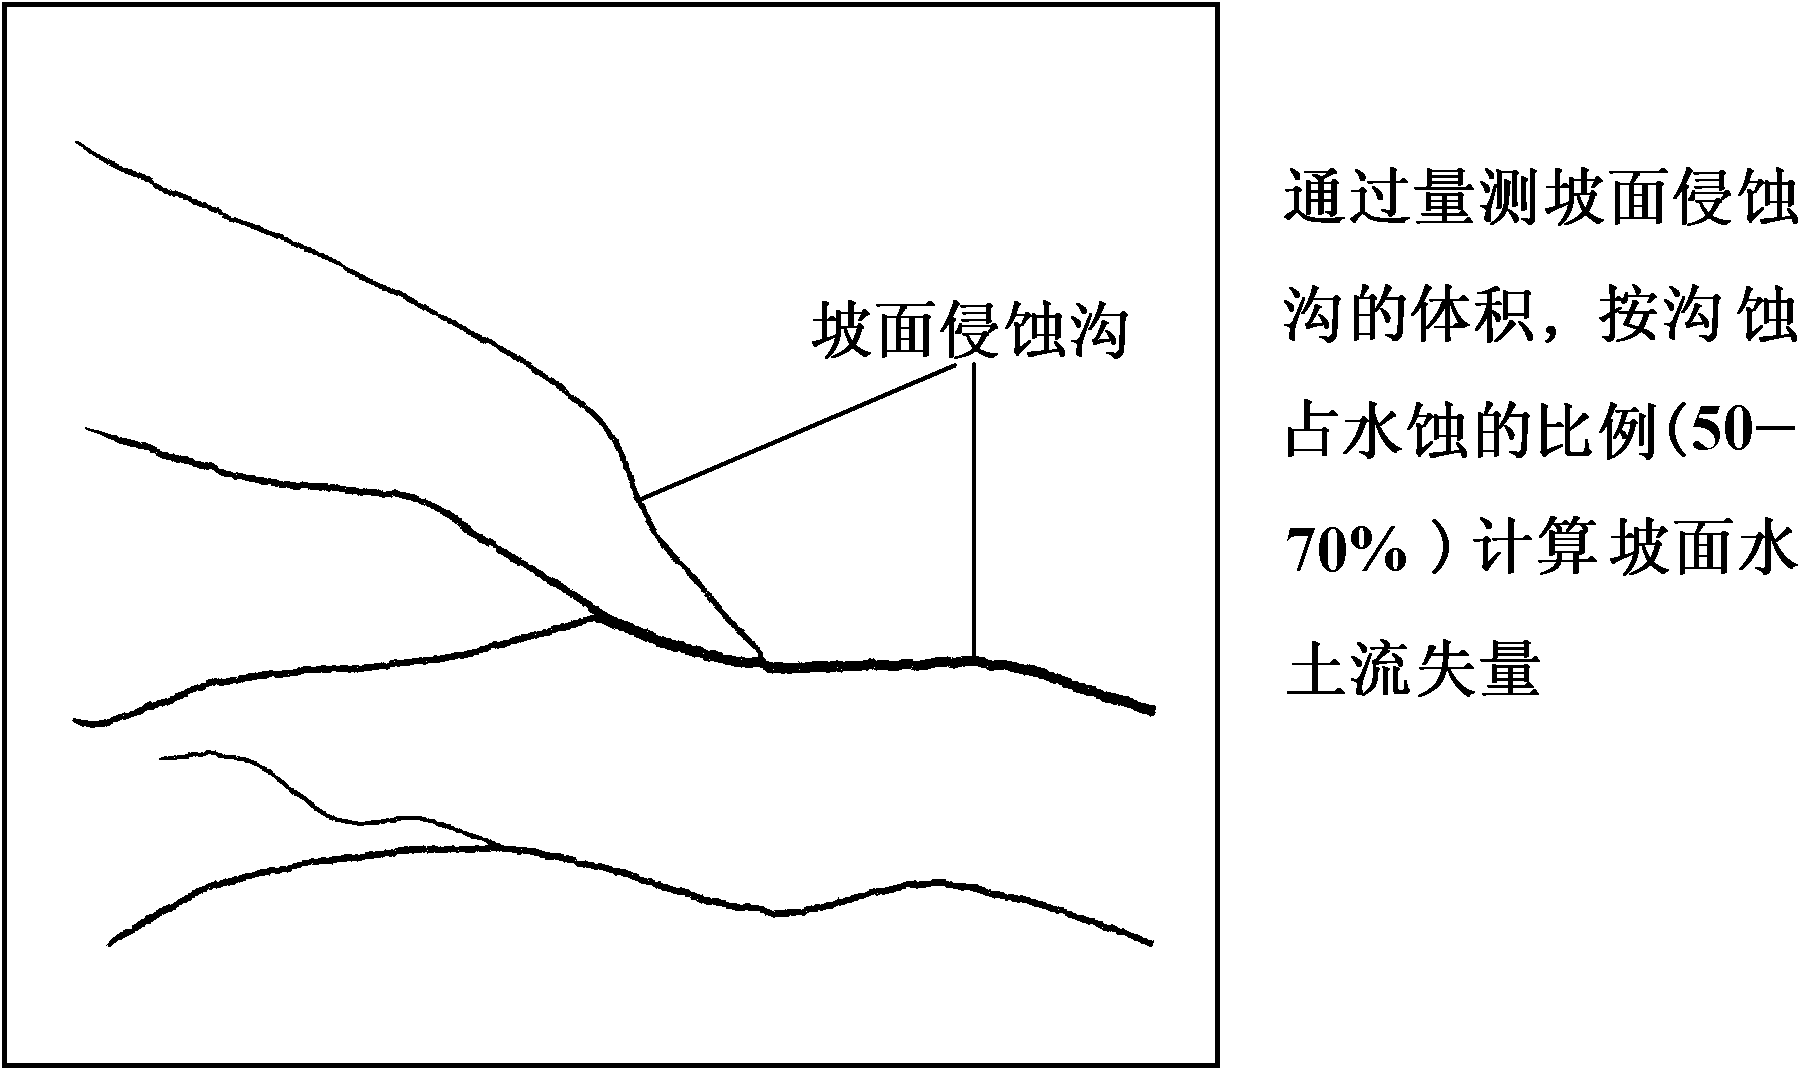 坡面侵蚀沟
通过量测坡面侵蚀
沟的体积，按沟蚀
占水蚀的比例(50—
70%）计算坡面水
土流失量